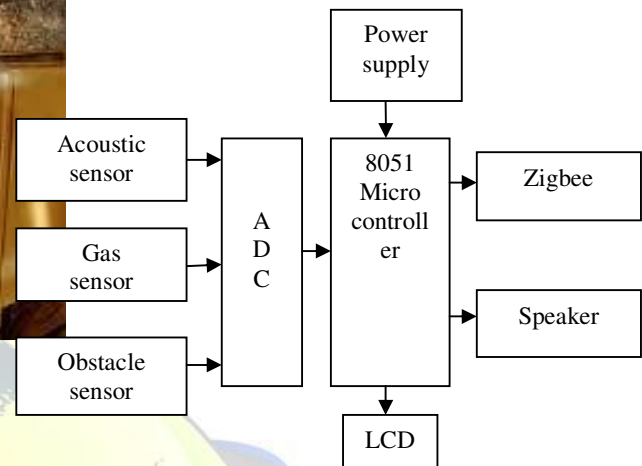 Power
supply
Acoustic
sensor
Gas
sensor
Obstacle
sensor
A
D
C
8051
Micro
controll
er
Zigbee
Speaker
LCD